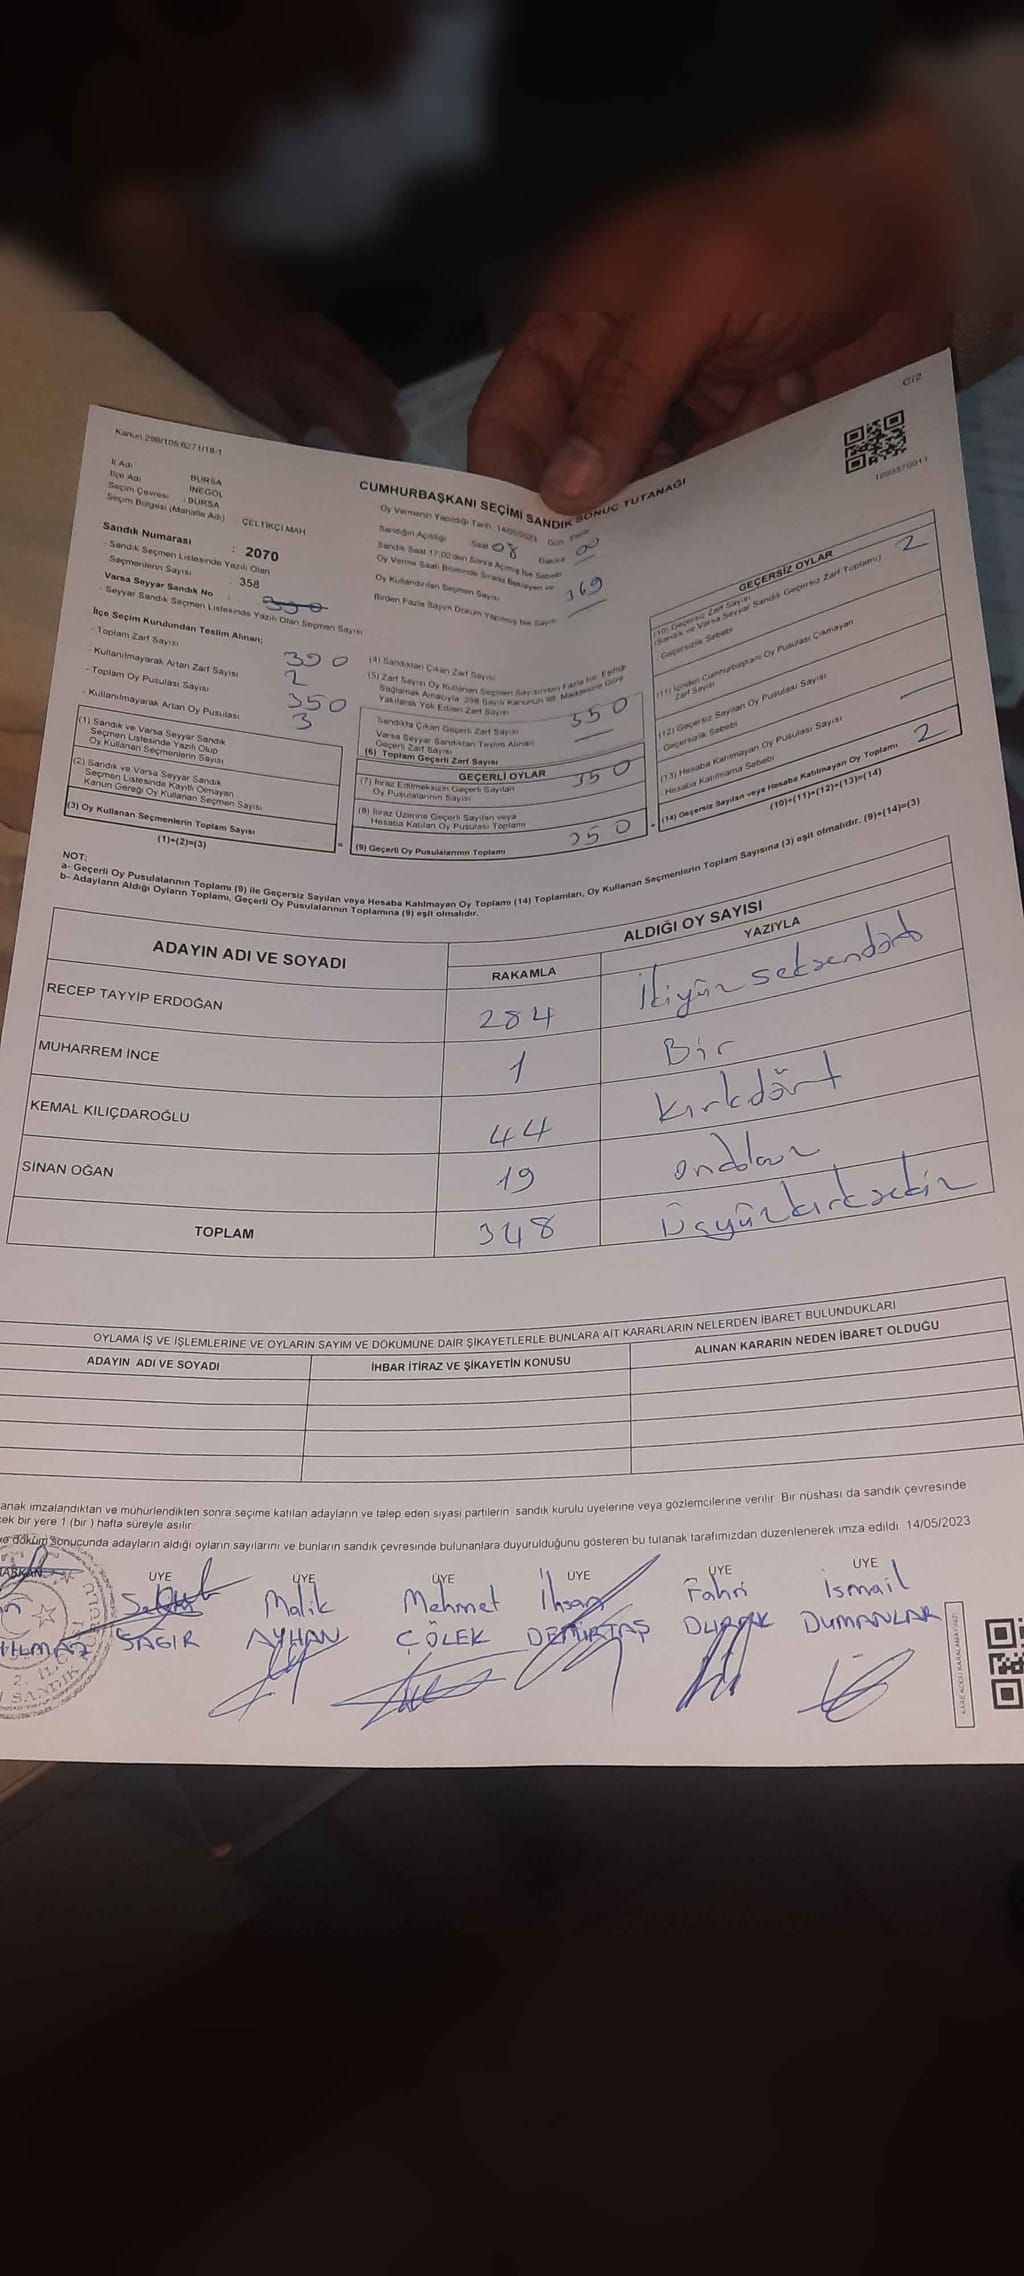 Kanun 298/105,6271/18-1
C/2
1093870011
CUMHURBAŞKANI SEÇİMİ SANDIK SONUÇ TUTANAĞI
İl Adı BURSA
İlçe Adı İNEGÖL
Seçim Çevresi : BURSA
Seçim Bölgesi (Mahalle Adı) ÇELTİKÇİ MAH
Sandık Numarası : 2070
- Sandık Seçmen Listesinde Yazılı Olan
Seçmenlerin Sayısı : 358
Varsa Seyyar Sandık No :
- Seyyar Sandık Seçmen Listesinde Yazılı Olan Seçmen Sayısı
İlçe Seçim Kurulundan Teslim Alınan;
- Toplam Zarf Sayısı 390
- Kullanılmayarak Artan Zarf Sayısı 2
- Toplam Oy Pusulası Sayısı 350
- Kullanılmayarak Artan Oy Pusulası 3
(1) Sandık ve Varsa Seyyar Sandık
Seçmen Listesinde Yazılı Olup
Oy Kullanan Seçmenlerin Sayısı
(2) Sandık ve Varsa Seyyar Sandık
Seçmen Listesinde Kayıtlı Olmayan
Kanun Gereği Oy Kullanan Seçmen Sayısı
(3) Oy Kullanan Seçmenlerin Toplam Sayısı
(1)+(2)=(3)
Oy Vermenin Yapıldığı Tarih 14/05/2023 Gün Pazar
Sandığın Açıldığı Saat 08 Dakika 00
Sandık Saat 17:00'den Sonra Açılmış İse Sebebi
Oy Verme Saati Bitiminde Sırada Bekleyen ve
Oy Kullandırılan Seçmen Sayısı 369
Birden Fazla Sayım Döküm Yapılmış İse Sayısı
(4) Sandıktan Çıkan Zarf Sayısı
(5) Zarf Sayısı Oy Kullanan Seçmen Sayısından Fazla İse, Eşitliği
Sağlamak Amacıyla 298 Sayılı Kanunun 98. Maddesine Göre
Yakılarak Yok Edilen Zarf Sayısı
Sandıkta Çıkan Geçerli Zarf Sayısı 350
Varsa Seyyar Sandıktan Teslim Alınan
Geçerli Zarf Sayısı
(6) Toplam Geçerli Zarf Sayısı
GEÇERLİ OYLAR
(7) İtiraz Edilmeksizin Geçerli Sayılan
Oy Pusulalarının Sayısı 350
(8) İtiraz Üzerine Geçerli Sayılan veya
Hesaba Katılan Oy Pusulası Toplamı
(9) Geçerli Oy Pusulalarının Toplamı 350
GEÇERSİZ OYLAR
(10) Geçersiz Zarf Sayısı 2
(Sandık ve Varsa Seyyar Sandık Geçersiz Zarf Toplamı)
Geçersizlik Sebebi
(11) İçinden Cumhurbaşkanı Oy Pusulası Çıkmayan
Zarf Sayısı
(12) Geçersiz Sayılan Oy Pusulası Sayısı
- Geçersizlik Sebebi
(13) Hesaba Katılmayan Oy Pusulası Sayısı
Hesaba Katılmama Sebebi
(14) Geçersiz Sayılan veya Hesaba Katılmayan Oy Toplamı 2
(10)+(11)+(12)+(13)=(14)
NOT:
a- Geçerli Oy Pusulalarının Toplamı (9) ile Geçersiz Sayılan veya Hesaba Katılmayan Oy Toplamı (14) Toplamları, Oy Kullanan Seçmenlerin Toplam Sayısına (3) eşit olmalıdır. (9)+(14)=(3)
b- Adayların Aldığı Oyların Toplamı, Geçerli Oy Pusulalarının Toplamına (9) eşit olmalıdır.
ADAYIN ADI VE SOYADI
ALDIĞI OY SAYISI
RAKAMLA YAZIYLA
RECEP TAYYİP ERDOĞAN 284 İkiyüz seksendört
MUHARREM İNCE 1 Bir
KEMAL KILIÇDAROĞLU 44 kırkdört
SİNAN OĞAN 19 ondokuz
TOPLAM 348 Üçyüzkırksekiz
OYLAMA İŞ VE İŞLEMLERİNE VE OYLARIN SAYIM VE DÖKÜMÜNE DAİR ŞİKAYETLERLE BUNLARA AİT KARARLARIN NELERDEN İBARET BULUNDUKLARI
ADAYIN ADI VE SOYADI İHBAR İTİRAZ VE ŞİKAYETİN KONUSU ALINAN KARARIN NEDEN İBARET OLDUĞU
anak imzalandıktan ve mühürlendikten sonra seçime katılan adayların ve talep eden siyasi partilerin sandık kurulu üyelerine veya gözlemcilerine verilir Bir nüshası da sandık çevresinde
ek bir yere 1 (bir ) hafta süreyle asılır.
döküm sonucunda adayların aldığı oyların sayılarını ve bunların sandık çevresinde bulunanlara duyurulduğunu gösteren bu tutanak tarafımızdan düzenlenerek imza edildi 14/05/2023
BAŞKAN ÜYE ÜYE ÜYE ÜYE ÜYE ÜYE
Malik Mehmet İhsan Fahri İsmail
YILMAZ SAĞIR AYHAN ÇÖLEK DEMİRTAŞ DURAK DUMANLAR
SANDIK
KARE KODU KARALAMAYINIZ